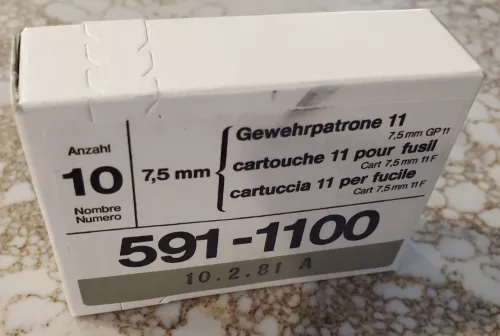 Anzahl
10
Nombre
Numero
7,5 mm
Gewehrpatrone 11
7,5 mm GP 11
cartouche 11 pour fusil
Cart 7.5 mm 11 F
cartuccia 11 per fucile
Cart 7.5 mm 11 F
591-1100
10.2.81 A